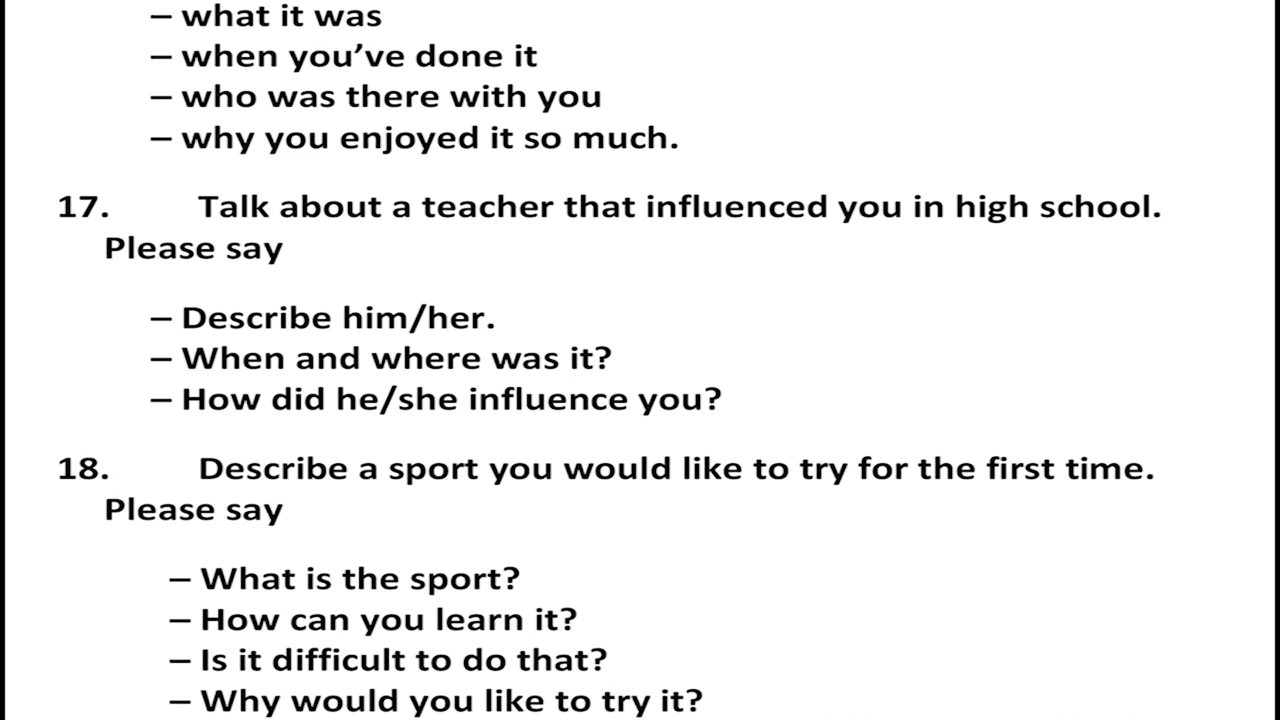 – what it was
– when you’ve done it
– who was there with you
– why you enjoyed it so much.
17. Talk about a teacher that influenced you in high school.
Please say
– Describe him/her.
– When and where was it?
– How did he/she influence you?
18. Describe a sport you would like to try for the first time.
Please say
– What is the sport?
– How can you learn it?
– Is it difficult to do that?
– Why would you like to try it?